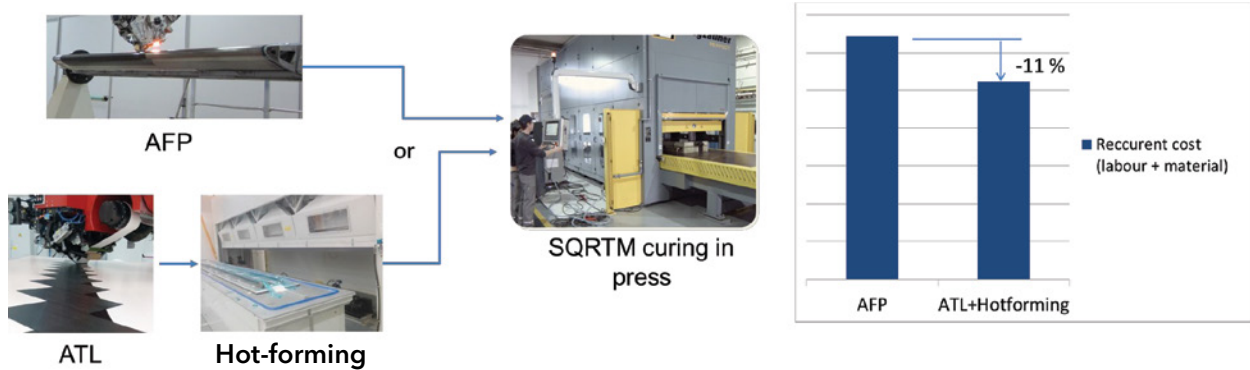 AFP
or
ATL
Hot-forming
SQRTM curing in
press
-11 %
Reccurent cost
(labour + material)
AFP
ATL+Hotforming